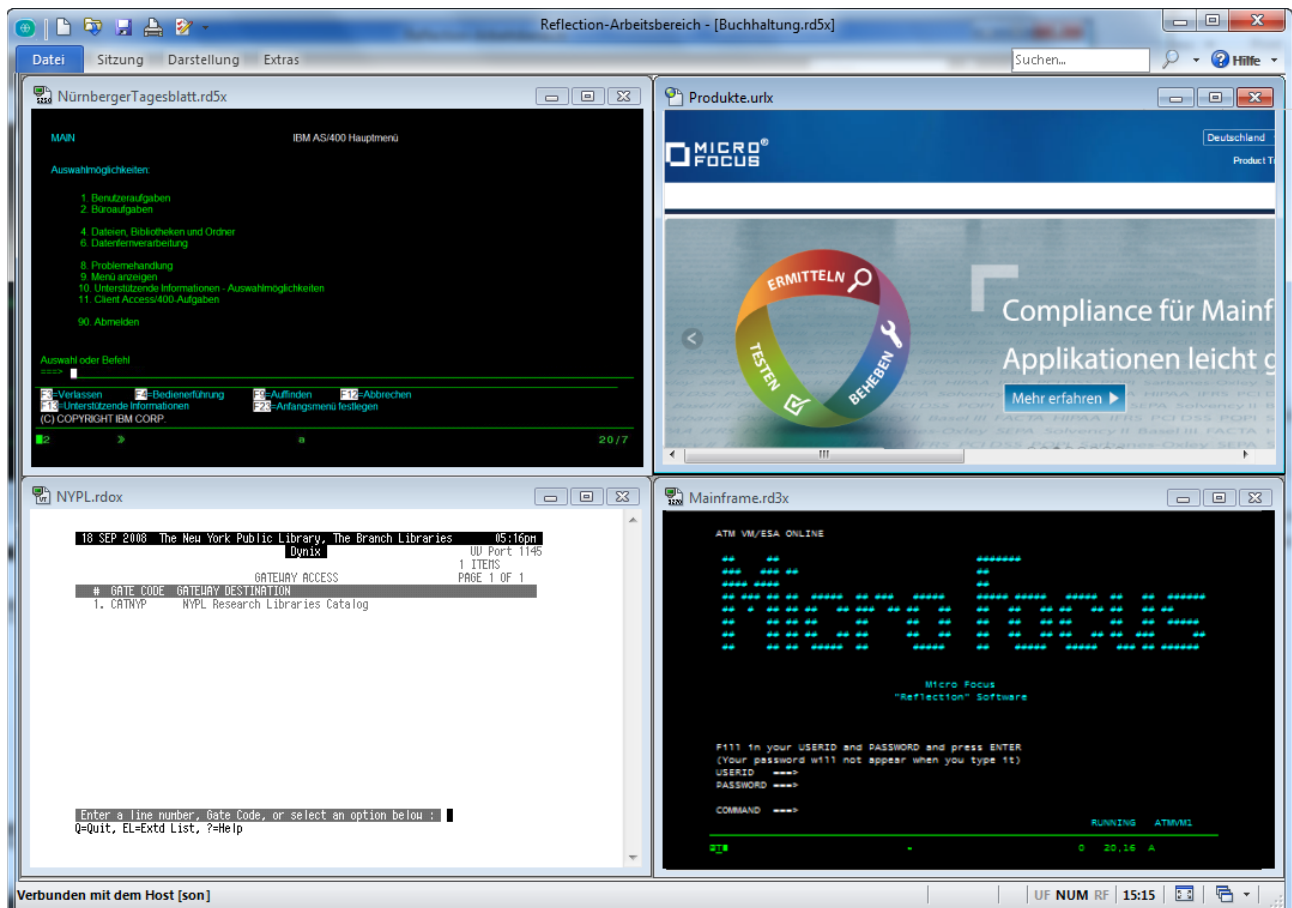 Reflection-Arbeitsbereich - [Buchhaltung.rd5x]
Datei Sitzung Darstellung Extras
Suchen...
Hilfe
NürnbergerTagesblatt.rd5x
MAIN IBM AS/400 Hauptmenü
Auswahlmöglichkeiten:
1. Benutzeraufgaben
2. Büroaufgaben
4. Dateien, Bibliotheken und Ordner
6. Datenfernverarbeitung
8. Problemehandlung
9. Menü anzeigen
10. Unterstützende Informationen - Auswahlmöglichkeiten
11. Client Access/400-Aufgaben
90. Abmelden
Auswahl oder Befehl
===>
F3=Verlassen F4=Bedienerführung F9=Auffinden F12=Abbrechen
F13=Unterstützende Informationen F23=Anfangsmenü festlegen
(C) COPYRIGHT IBM CORP.
2 » a 20/7
Produkte.urlx
MICRO FOCUS®
Deutschland
Product T
ERMITTELN
BEHEBEN
TESTEN
Compliance für Mainf
Applikationen leicht g
Mehr erfahren
NYPL.rdox
18 SEP 2008 The New York Public Library, The Branch Libraries 05:16pm
Dynix UV Port 1145
1 ITEMS
GATEWAY ACCESS PAGE 1 OF 1
# GATE CODE GATEWAY DESTINATION
1. CATNYP NYPL Research Libraries Catalog
Enter a line number, Gate Code, or select an option below :
Q=Quit, EL=Extd List, ?=Help
Mainframe.rd3x
ATM VM/ESA ONLINE
Micro Focus
Micro Focus
"Reflection" Software
Fill in your USERID and PASSWORD and press ENTER
(Your password will not appear when you type it)
USERID ===>
PASSWORD ===>
COMMAND ===>
RUNNING ATMVM1
0 20,16 A
Verbunden mit dem Host [son]
UF NUM RF 15:15